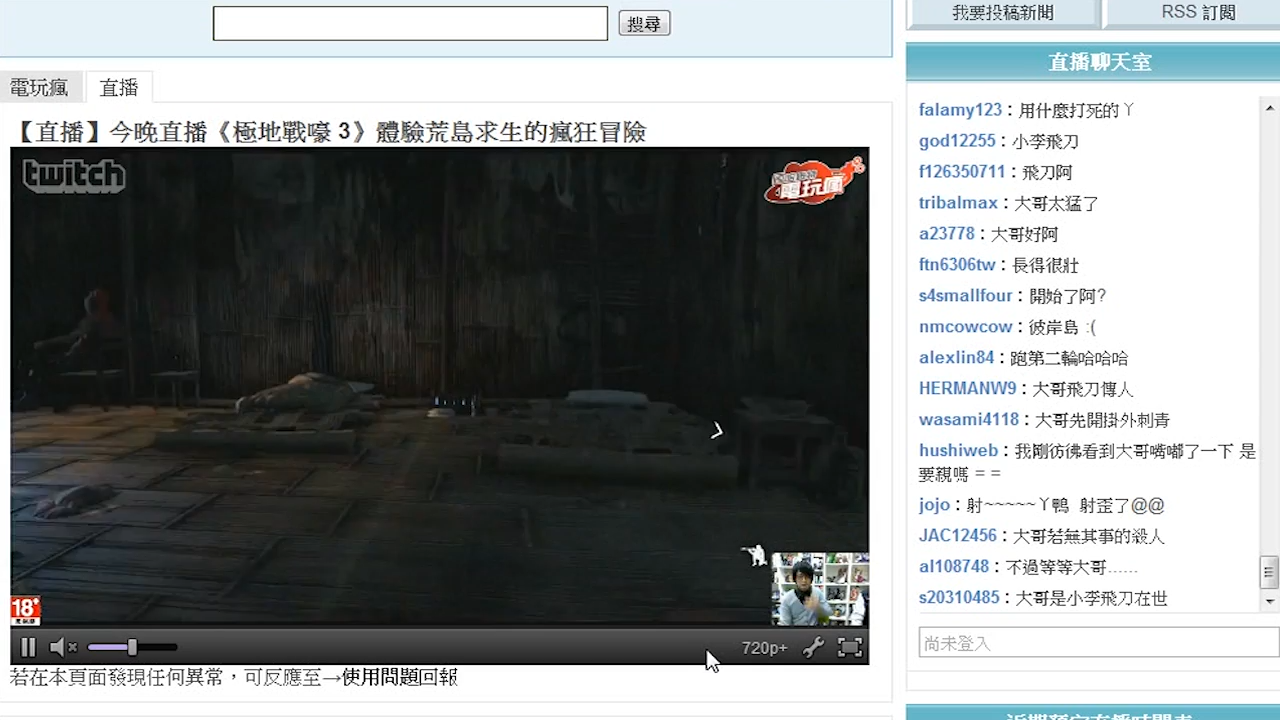 搜尋
我要投稿新聞
RSS 訂閱
電玩瘋
直播
【直播】今晚直播《極地戰嚎 3》體驗荒島求生的瘋狂冒險
twitch
電玩瘋
18+
720p+
若在本頁面發現任何異常，可反應至→使用問題回報
直播聊天室
falamy123：用什麼打死的ㄚ
god12255：小李飛刀
f126350711：飛刀阿
tribalmax：大哥太猛了
a23778：大哥好阿
ftn6306tw：長得很壯
s4smallfour：開始了阿?
nmcowcow：彼岸島 :(
alexlin84：跑第二輪哈哈哈
HERMANW9：大哥飛刀傳人
wasami4118：大哥先開掛外刺青
hushiweb：我剛彷彿看到大哥嘴嘟了一下 是
要親嗎 = =
jojo：射~~~~~ㄚ鴨 射歪了@@
JAC12456：大哥若無其事的殺人
al108748：不過等等大哥......
s20310485：大哥是小李飛刀在世
尚未登入